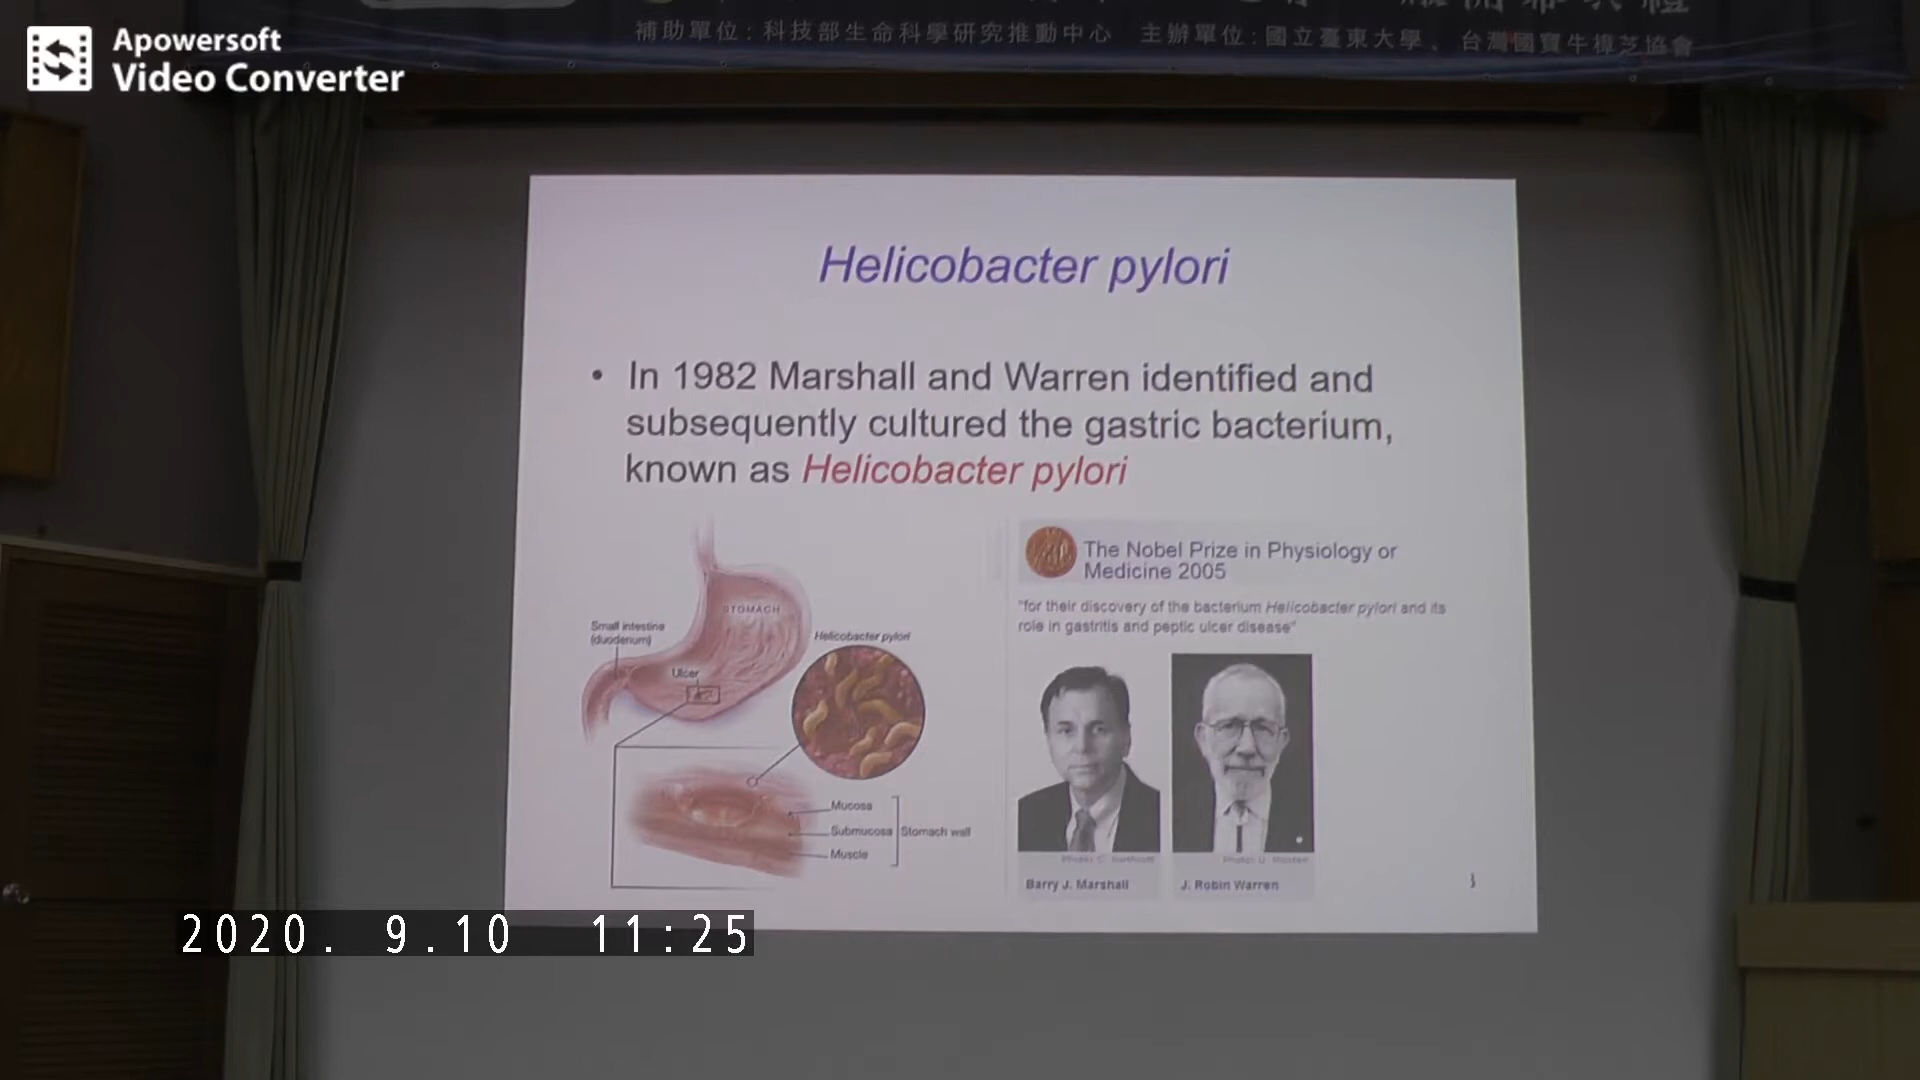 Apowersoft
Video Converter
補助單位:科技部生命科學研究推動中心 主辦單位:國立臺東大學、台灣國寶牛樟芝協會
Helicobacter pylori
• In 1982 Marshall and Warren identified and
subsequently cultured the gastric bacterium,
known as Helicobacter pylori
STOMACH
Small intestine
(duodenum)
Ulcer
Helicobacter pylori
Mucosa
Submucosa
Muscle
Stomach wall
The Nobel Prize in Physiology or
Medicine 2005
"for their discovery of the bacterium Helicobacter pylori and its
role in gastritis and peptic ulcer disease"
Barry J. Marshall
J. Robin Warren
2020. 9.10 11:25